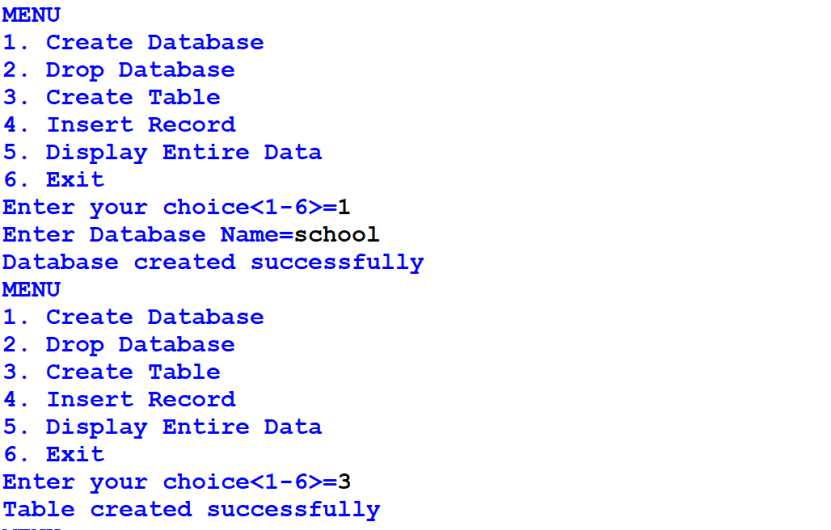 MENU
1. Create Database
2. Drop Database
3. Create Table
4. Insert Record
5. Display Entire Data
6. Exit
Enter your choice<1-6>=1
Enter Database Name=school
Database created successfully
MENU
1. Create Database
2. Drop Database
3. Create Table
4. Insert Record
5. Display Entire Data
6. Exit
Enter your choice<1-6>=3
Table created successfully